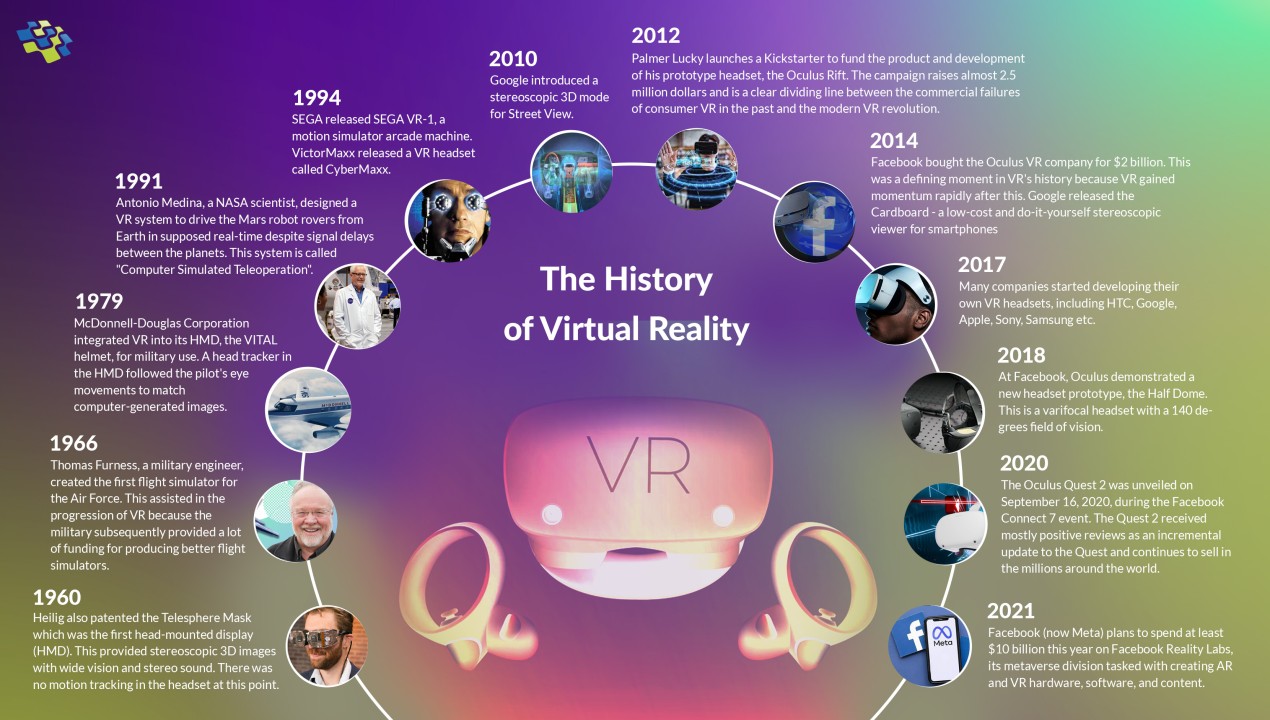 The History
of Virtual Reality
VR
1960
Heilig also patented the Telesphere Mask
which was the first head-mounted display
(HMD). This provided stereoscopic 3D images
with wide vision and stereo sound. There was
no motion tracking in the headset at this point.
1966
Thomas Furness, a military engineer,
created the first flight simulator for
the Air Force. This assisted in the
progression of VR because the
military subsequently provided a lot
of funding for producing better flight
simulators.
1979
McDonnell-Douglas Corporation
integrated VR into its HMD, the VITAL
helmet, for military use. A head tracker in
the HMD followed the pilot's eye
movements to match
computer-generated images.
1991
Antonio Medina, a NASA scientist, designed a
VR system to drive the Mars robot rovers from
Earth in supposed real-time despite signal delays
between the planets. This system is called
"Computer Simulated Teleoperation".
1994
SEGA released SEGA VR-1, a
motion simulator arcade machine.
VictorMaxx released a VR headset
called CyberMaxx.
2010
Google introduced a
stereoscopic 3D mode
for Street View.
2012
Palmer Lucky launches a Kickstarter to fund the product and development
of his prototype headset, the Oculus Rift. The campaign raises almost 2.5
million dollars and is a clear dividing line between the commercial failures
of consumer VR in the past and the modern VR revolution.
2014
Facebook bought the Oculus VR company for $2 billion. This
was a defining moment in VR's history because VR gained
momentum rapidly after this. Google released the
Cardboard - a low-cost and do-it-yourself stereoscopic
viewer for smartphones
2017
Many companies started developing their
own VR headsets, including HTC, Google,
Apple, Sony, Samsung etc.
2018
At Facebook, Oculus demonstrated a
new headset prototype, the Half Dome.
This is a varifocal headset with a 140 de-
grees field of vision.
2020
The Oculus Quest 2 was unveiled on
September 16, 2020, during the Facebook
Connect 7 event. The Quest 2 received
mostly positive reviews as an incremental
update to the Quest and continues to sell in
the millions around the world.
2021
Facebook (now Meta) plans to spend at least
$10 billion this year on Facebook Reality Labs,
its metaverse division tasked with creating AR
and VR hardware, software, and content.
Meta